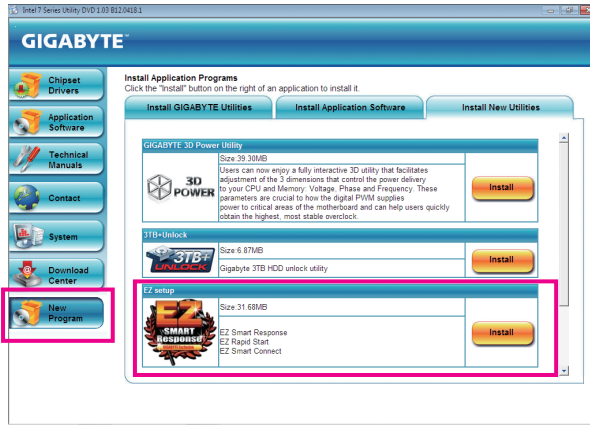 Intel 7 Series Utility DVD 1.03 B12.0418.1
GIGABYTE™
Chipset
Drivers
Application
Software
Technical
Manuals
Contact
System
Download
Center
New
Program
Install Application Programs
Click the "Install" button on the right of an application to install it.
Install GIGABYTE Utilities
Install Application Software
Install New Utilities
GIGABYTE 3D Power Utility
3D
POWER
Size:39.30MB
Users can now enjoy a fully interactive 3D utility that facilitates
adjustment of the 3 dimensions that control the power delivery
to your CPU and Memory: Voltage, Phase and Frequency. These
parameters are crucial to how the digital PWM supplies
power to critical areas of the motherboard and can help users quickly
obtain the highest, most stable overclock.
Install
3TB+Unlock
3TB+
UNLOCK
Size:6.87MB
Gigabyte 3TB HDD unlock utility
Install
EZ setup
EZ
SMART
Response
Size:31.68MB
EZ Smart Response
EZ Rapid Start
EZ Smart Connect
Install